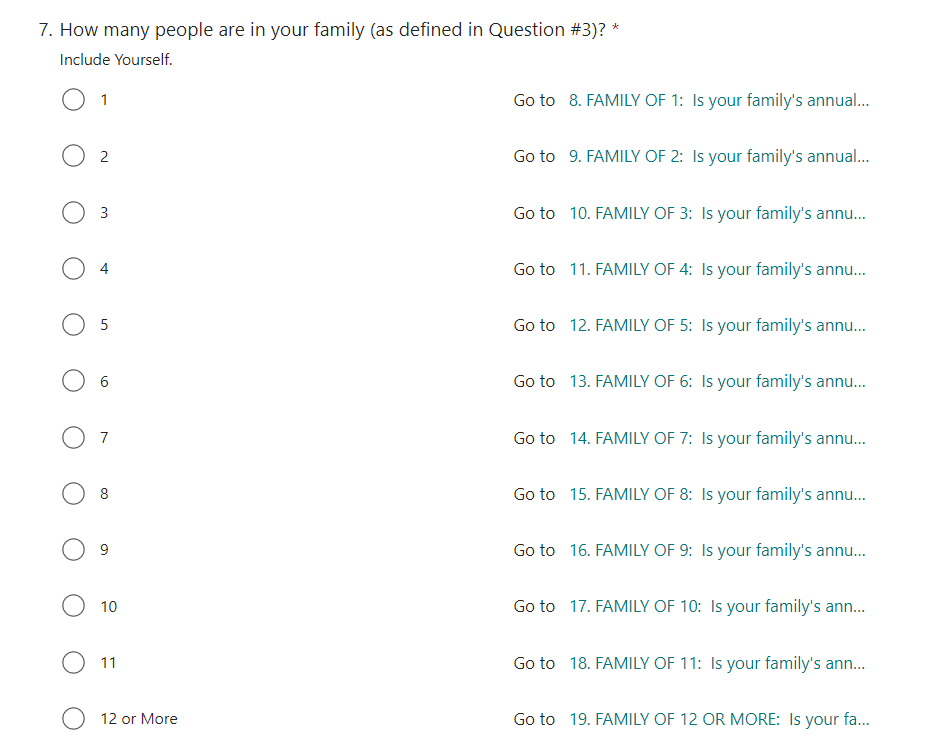 7. How many people are in your family (as defined in Question #3)? *
Include Yourself.
1 Go to 8. FAMILY OF 1: Is your family's annual...
2 Go to 9. FAMILY OF 2: Is your family's annual...
3 Go to 10. FAMILY OF 3: Is your family's annu...
4 Go to 11. FAMILY OF 4: Is your family's annu...
5 Go to 12. FAMILY OF 5: Is your family's annu...
6 Go to 13. FAMILY OF 6: Is your family's annu...
7 Go to 14. FAMILY OF 7: Is your family's annu...
8 Go to 15. FAMILY OF 8: Is your family's annu...
9 Go to 16. FAMILY OF 9: Is your family's annu...
10 Go to 17. FAMILY OF 10: Is your family's ann...
11 Go to 18. FAMILY OF 11: Is your family's ann...
12 or More Go to 19. FAMILY OF 12 OR MORE: Is your fa...